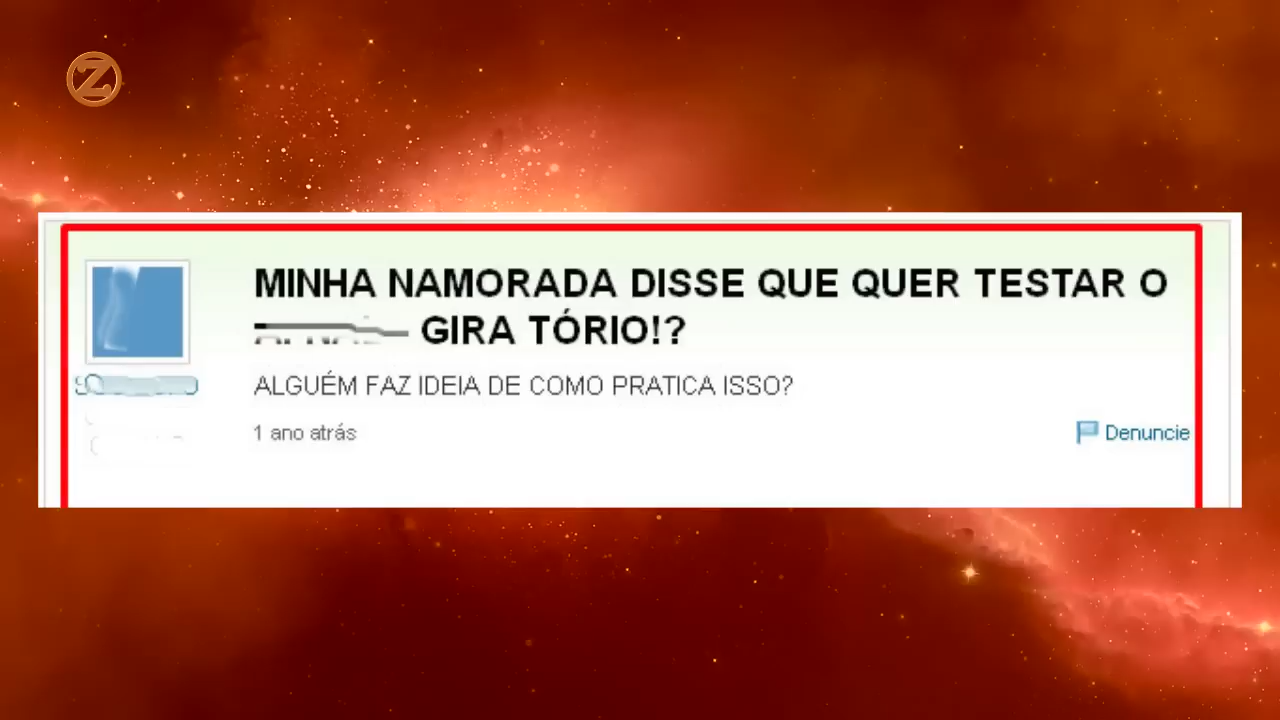 Z
MINHA NAMORADA DISSE QUE QUER TESTAR O
GIRA TÓRIO!?
ALGUÉM FAZ IDEIA DE COMO PRATICA ISSO?
1 ano atrás
Denuncie